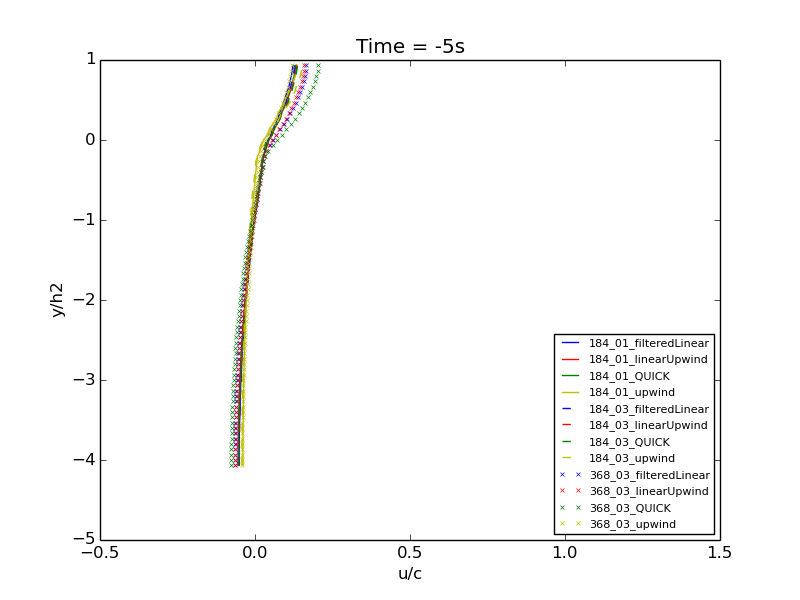 Time = -5s
1
0
−1
−2
−3
−4
−5
y/h2
−0.5
0.0
0.5
1.0
1.5
u/c
184_01_filteredLinear
184_01_linearUpwind
184_01_QUICK
184_01_upwind
184_03_filteredLinear
184_03_linearUpwind
184_03_QUICK
184_03_upwind
368_03_filteredLinear
368_03_linearUpwind
368_03_QUICK
368_03_upwind